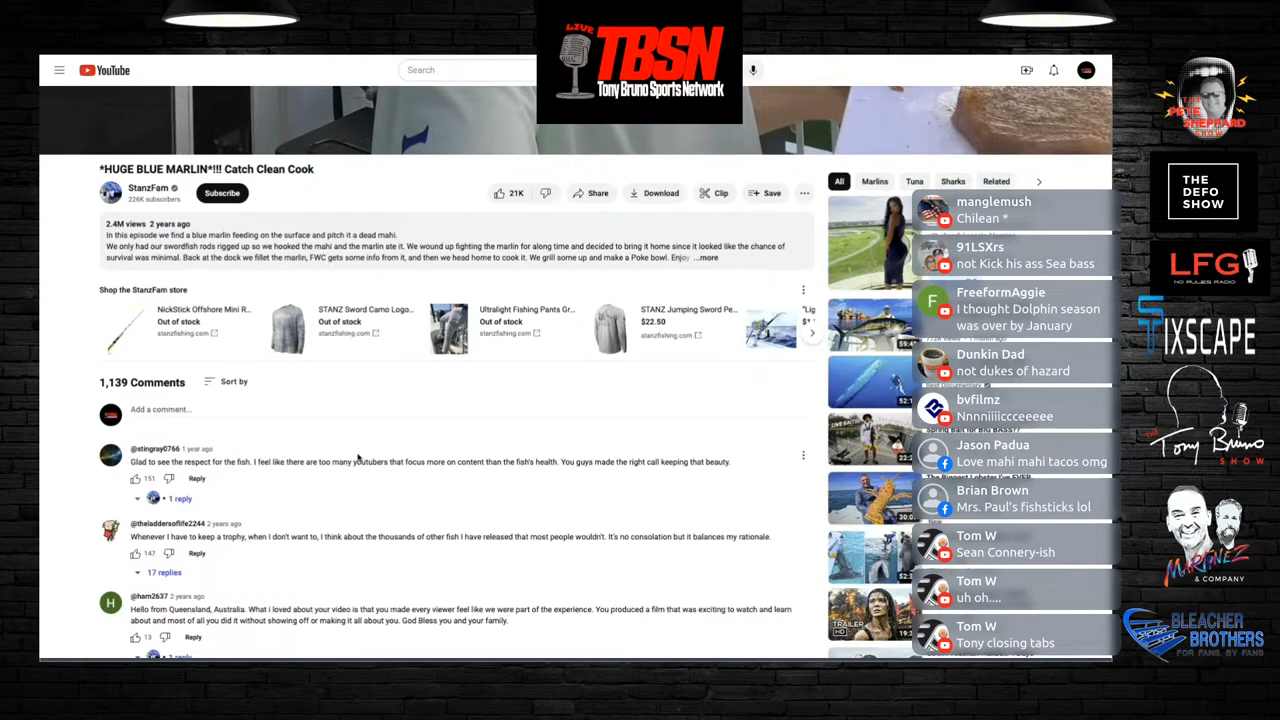 LIVE
TBSN
Tony Bruno Sports Network
YouTube
Search
*HUGE BLUE MARLIN*!!! Catch Clean Cook
StanzFam
226K subscribers
Subscribe
21K
Share
Download
Clip
Save
2.4M views 2 years ago
In this episode we find a blue marlin feeding on the surface and pitch it a dead mahi.
We only had our swordfish rods rigged up so we hooked the mahi and the marlin ate it. We wound up fighting the marlin for along time and decided to bring it home since it looked like the chance of
survival was minimal. Back at the dock we fillet the marlin, FWC gets some info from it, and then we head home to cook it. We grill some up and make a Poke bowl. Enjoy ...more
Shop the StanzFam store
NickStick Offshore Mini R...
Out of stock
stanzfishing.com
STANZ Sword Camo Logo...
Out of stock
stanzfishing.com
Ultralight Fishing Pants Gr...
Out of stock
stanzfishing.com
STANZ Jumping Sword Pe...
$22.50
stanzfishing.com
1,139 Comments
Sort by
Add a comment...
@stingray0766 1 year ago
Glad to see the respect for the fish. I feel like there are too many youtubers that focus more on content than the fish's health. You guys made the right call keeping that beauty.
151
Reply
1 reply
@theladdersoflife2244 2 years ago
Whenever I have to keep a trophy, when I don't want to, I think about the thousands of other fish I have released that most people wouldn't. It's no consolation but it balances my rationale.
147
Reply
17 replies
@ham2637 2 years ago
H
Hello from Queensland, Australia. What i loved about your video is that you made every viewer feel like we were part of the experience. You produced a film that was exciting to watch and learn
about and most of all you did it without showing off or making it all about you. God Bless you and your family.
13
Reply
1 reply
All
Marlins
Tuna
Sharks
Related
manglemush
Chilean *
91LSXrs
not Kick his ass Sea bass
F
FreeformAggie
I thought Dolphin season
was over by January
Dunkin Dad
not dukes of hazard
bvfilmz
Nnnniiiiccceeeee
Jason Padua
Love mahi mahi tacos omg
Brian Brown
Mrs. Paul's fishsticks lol
Tom W
Sean Connery-ish
Tom W
uh oh....
Tom W
Tony closing tabs
TRAILER
HD
THE
PETE
SHEPPARD
SHOW
THE
DEFO
SHOW
LFG
NO RULES RADIO
TIXSCAPE
THE
Tony Bruno
SHOW
MARTINEZ
& COMPANY
BLEACHER
BROTHERS
FOR FANS, BY FANS